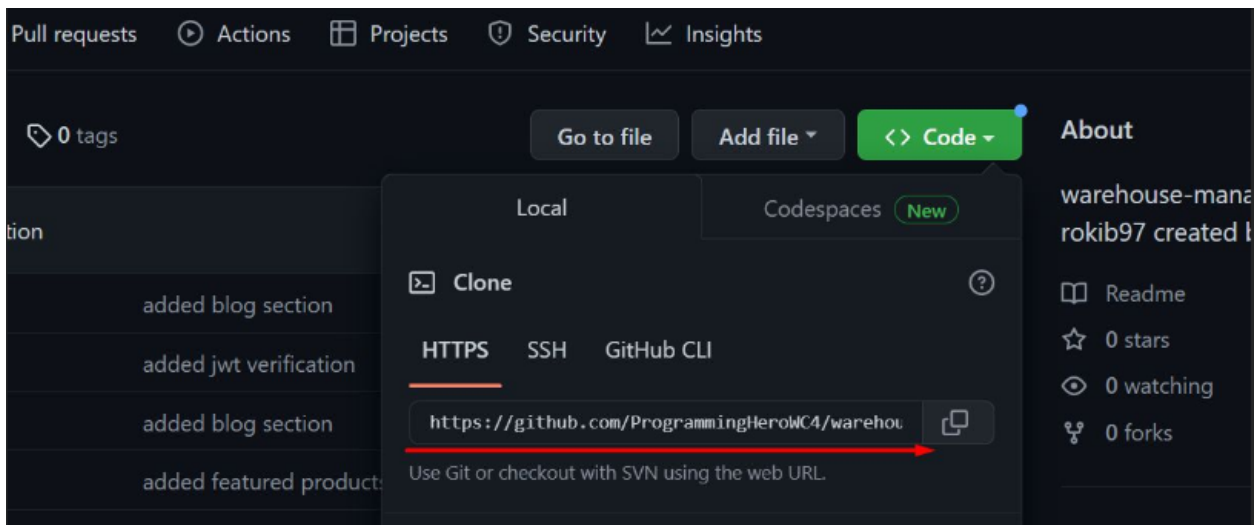 Pull requests Actions Projects Security Insights
0 tags
Go to file Add file <> Code
About
warehouse-mana
rokib97 created
Local Codespaces New
tion
Clone
Readme
added blog section
0 stars
HTTPS SSH GitHub CLI
added jwt verification
0 watching
https://github.com/ProgrammingHeroWC4/warehou
added blog section
0 forks
Use Git or checkout with SVN using the web URL.
added featured product